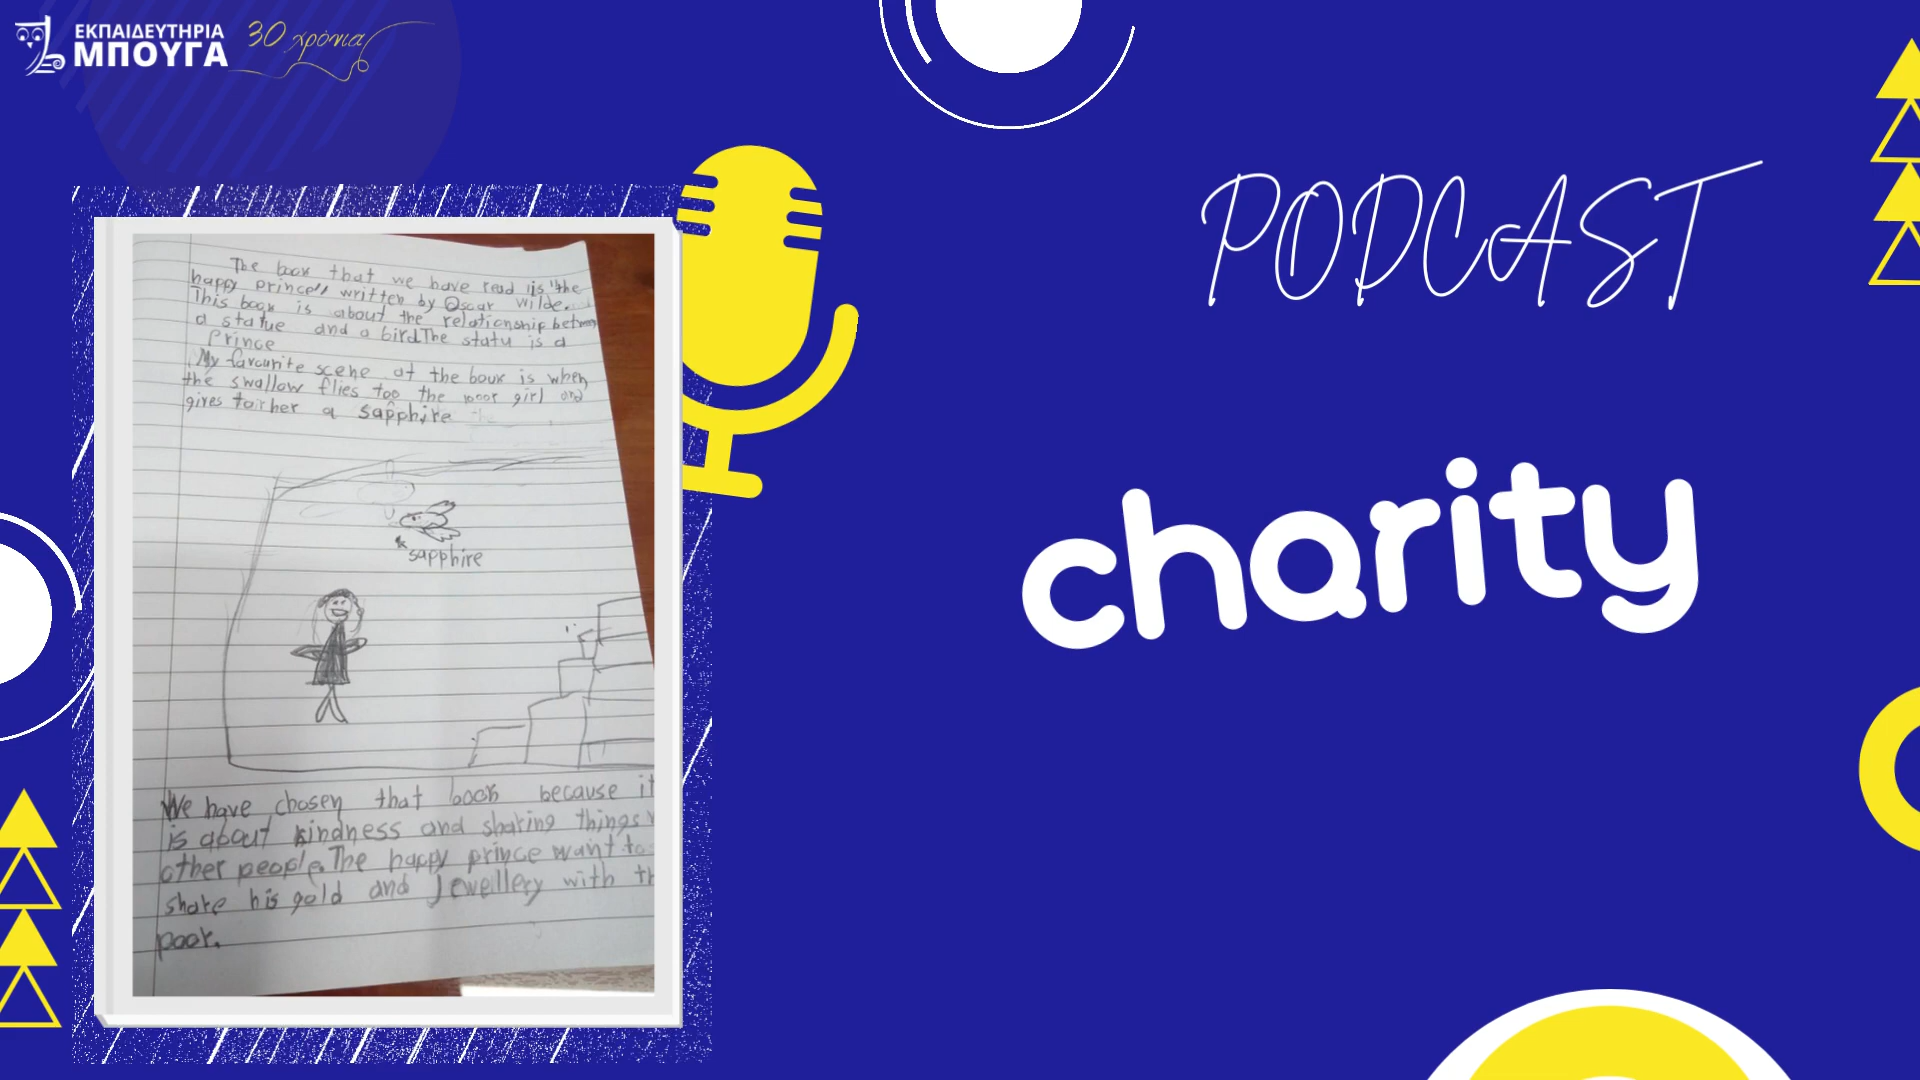 ΕΚΠΑΙΔΕΥΤΗΡΙΑ
ΜΠΟΥΓΑ
30 χρόνια
PODCAST
charity
The book that we have read is "the
happy prince", written by Oscar Wilde.
This book is about the relationship between
a statue and a bird. The statu is a
prince
My favourite scene of the book is when
the swallow flies too the poor girl and
gives to her a sapphire
sapphire
We have chosen that book because it
is about kindness and sharing things
other people. The happy prince want to
share his gold and Jewellery with th
poor.